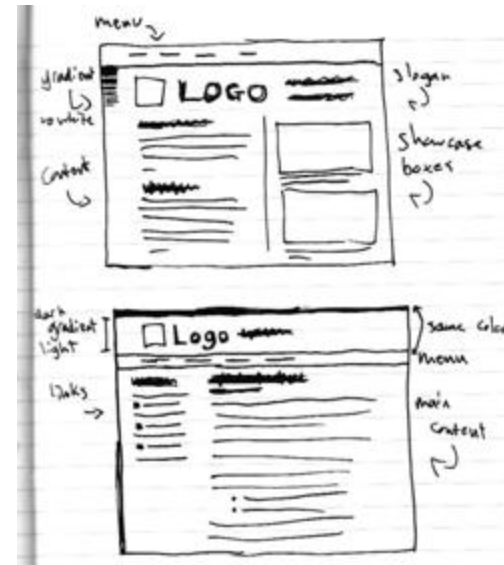 menu
gradient
to white
LOGO
slogan
Content
showcase
boxes
dark
gradient
light
Logo
same color
menu
links
main
content